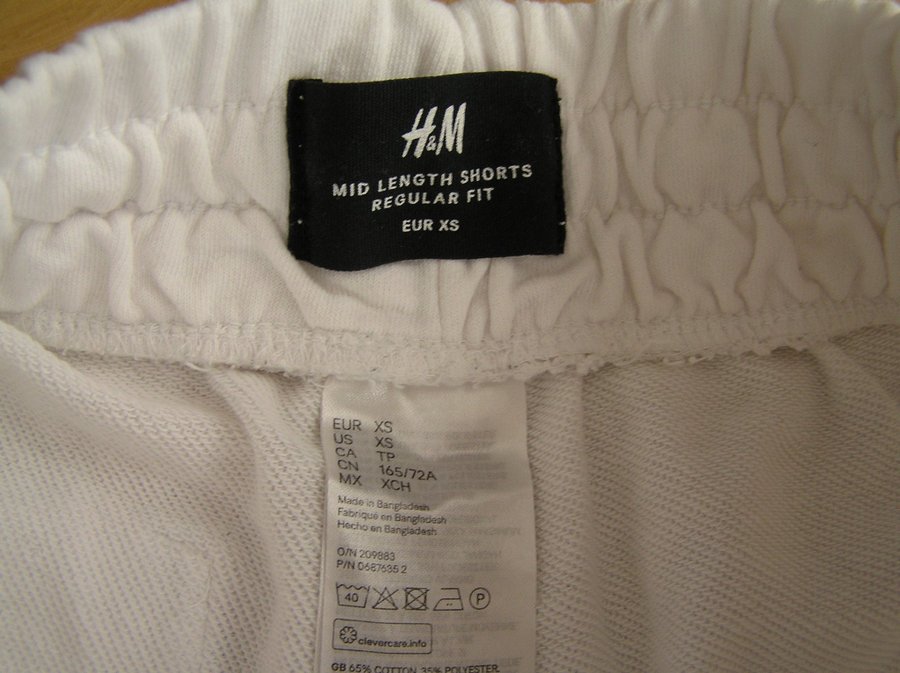 H&M
MID LENGTH SHORTS
REGULAR FIT
EUR XS
EUR XS
US XS
CA TP
CN 165/72A
MX XCH
Made in Bangladesh
Fabriqué en Bangladesh
Hecho en Bangladesh
O/N 209883
P/N 0687635 2
40 P
clevercare.info
GB 65% COTTON, 35% POLYESTER,